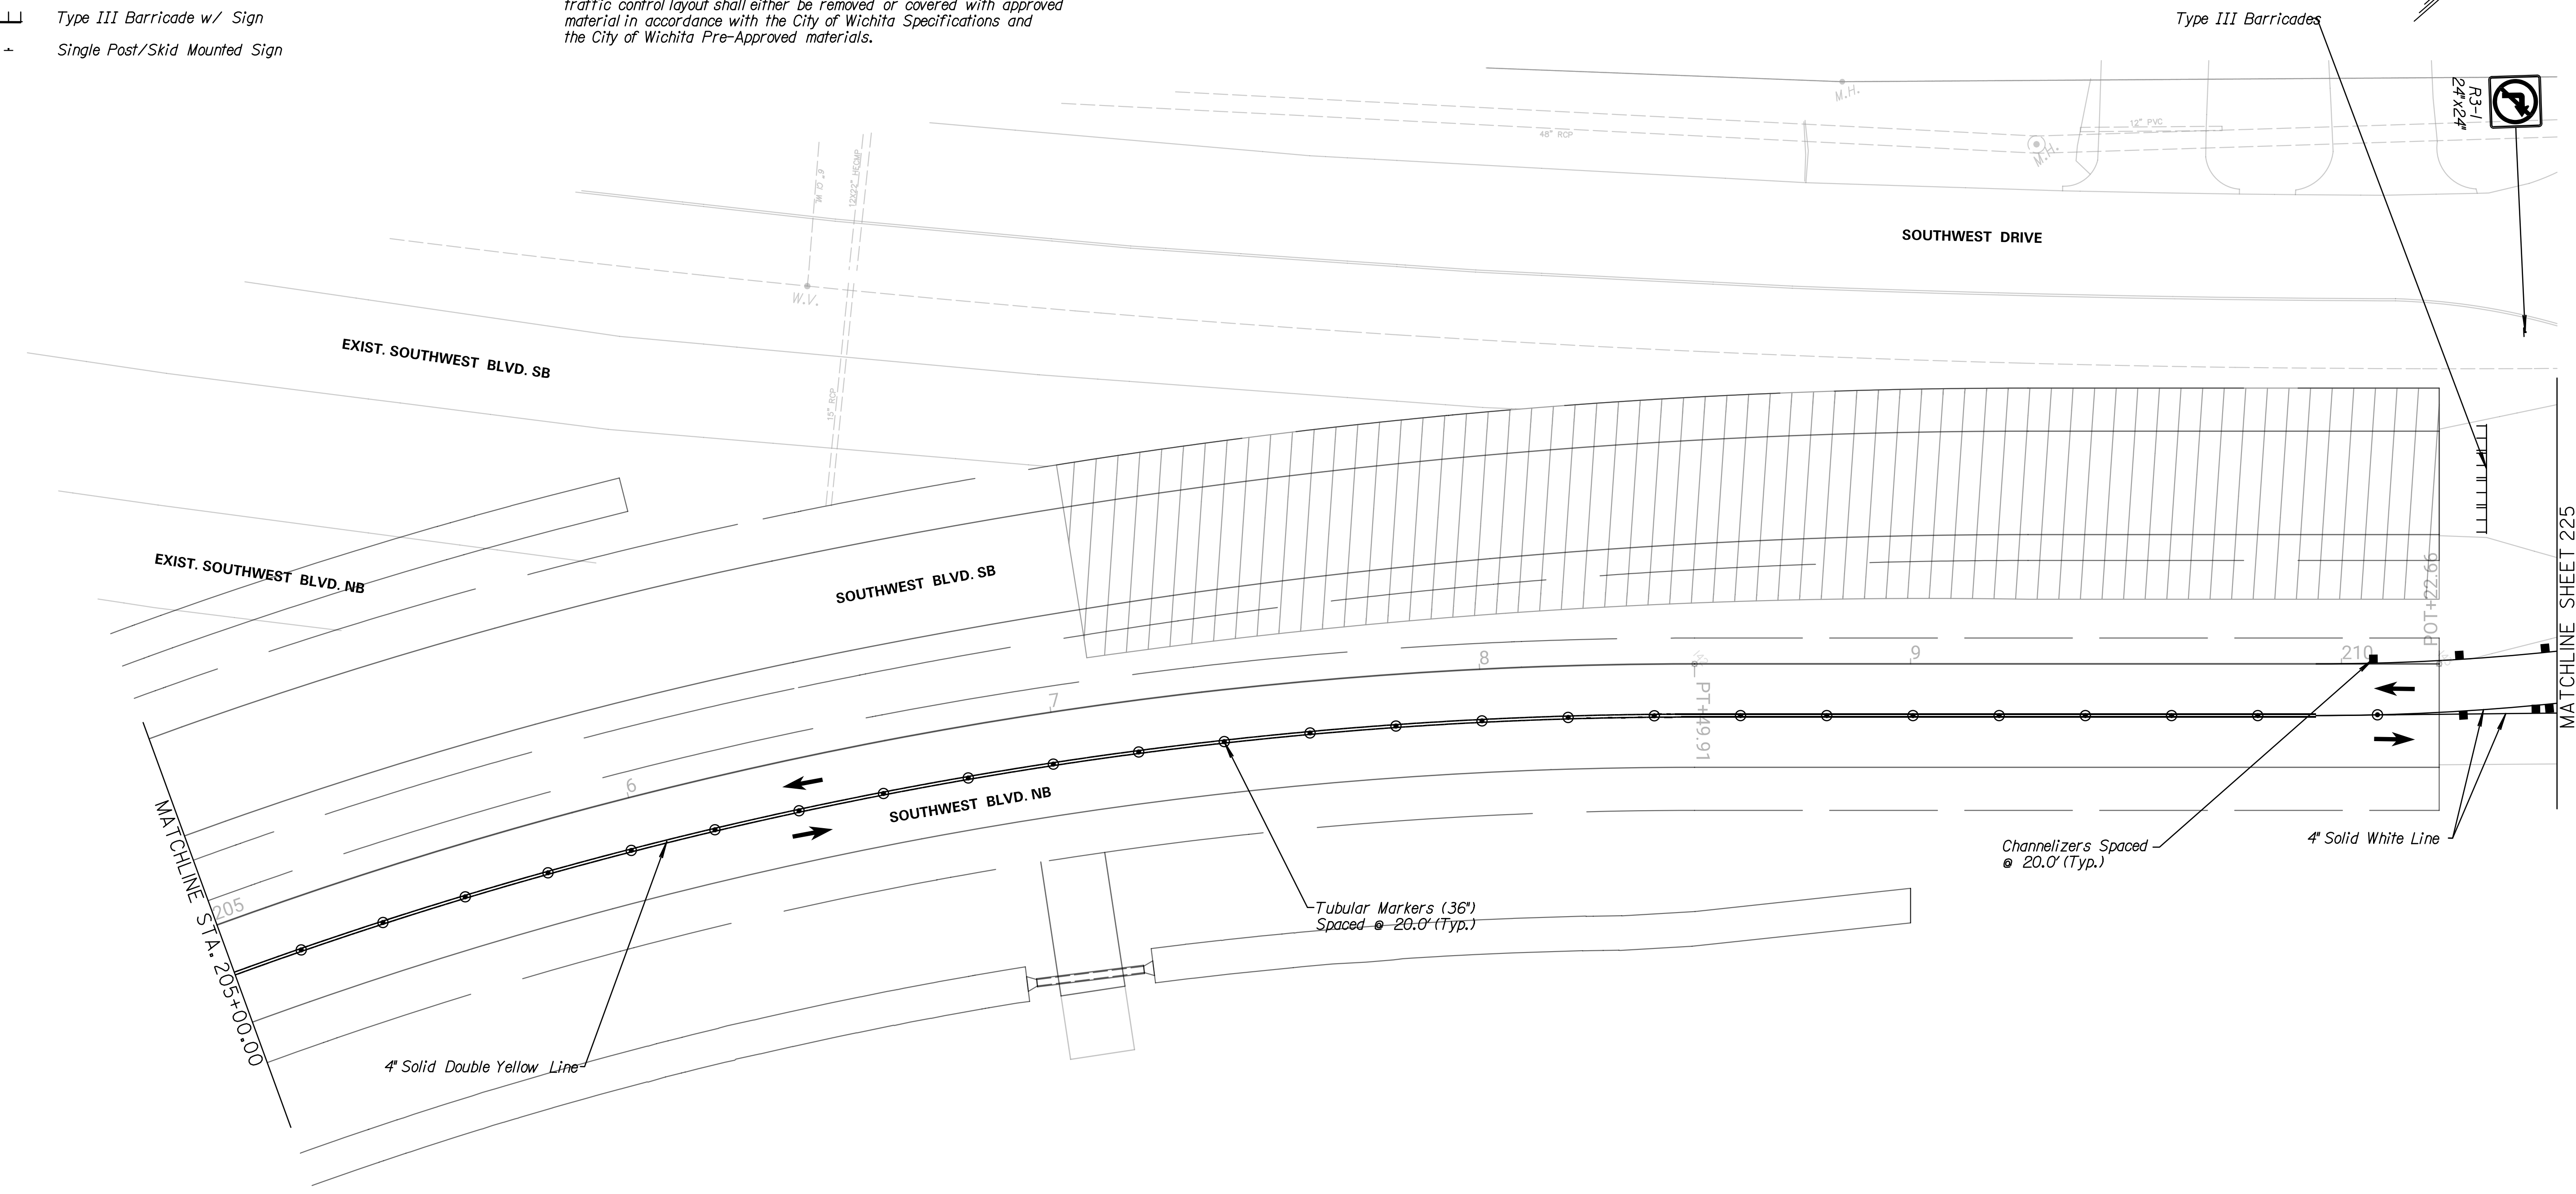 Type III Barricade w/ Sign
Single Post/Skid Mounted Sign
traffic control layout shall either be removed or covered with approved
material in accordance with the City of Wichita Specifications and
the City of Wichita Pre-Approved materials.
Type III Barricades
R3-1
24"x24"
M.H.
48" RCP
12" PVC
M.H.
6" CI WL
12X22" HECMP
W.V.
15" RCP
SOUTHWEST DRIVE
EXIST. SOUTHWEST BLVD. SB
EXIST. SOUTHWEST BLVD. NB
SOUTHWEST BLVD. SB
SOUTHWEST BLVD. NB
MATCHLINE SHEET 225
POT+22.66
PT+49.91
205
6
7
8
9
210
MATCHLINE STA. 205+00.00
4" Solid Double Yellow Line
Tubular Markers (36")
Spaced @ 20.0' (Typ.)
Channelizers Spaced
@ 20.0' (Typ.)
4" Solid White Line